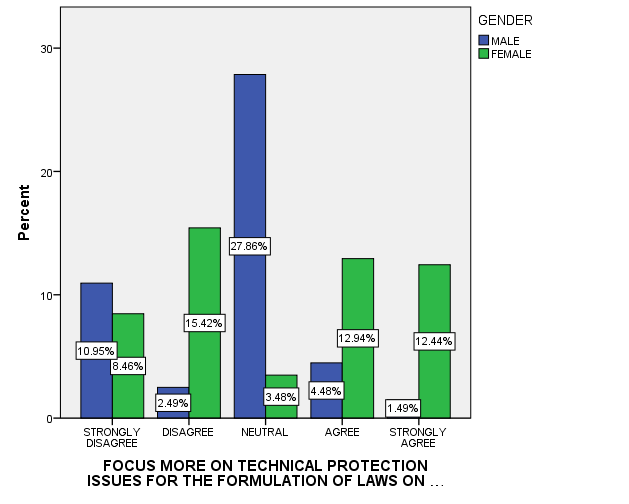 GENDER
MALE
FEMALE
30
20
10
0
Percent
10.95%
8.46%
2.49%
15.42%
27.86%
3.48%
4.48%
12.94%
1.49%
12.44%
STRONGLY
DISAGREE
DISAGREE
NEUTRAL
AGREE
STRONGLY
AGREE
FOCUS MORE ON TECHNICAL PROTECTION
ISSUES FOR THE FORMULATION OF LAWS ON ...